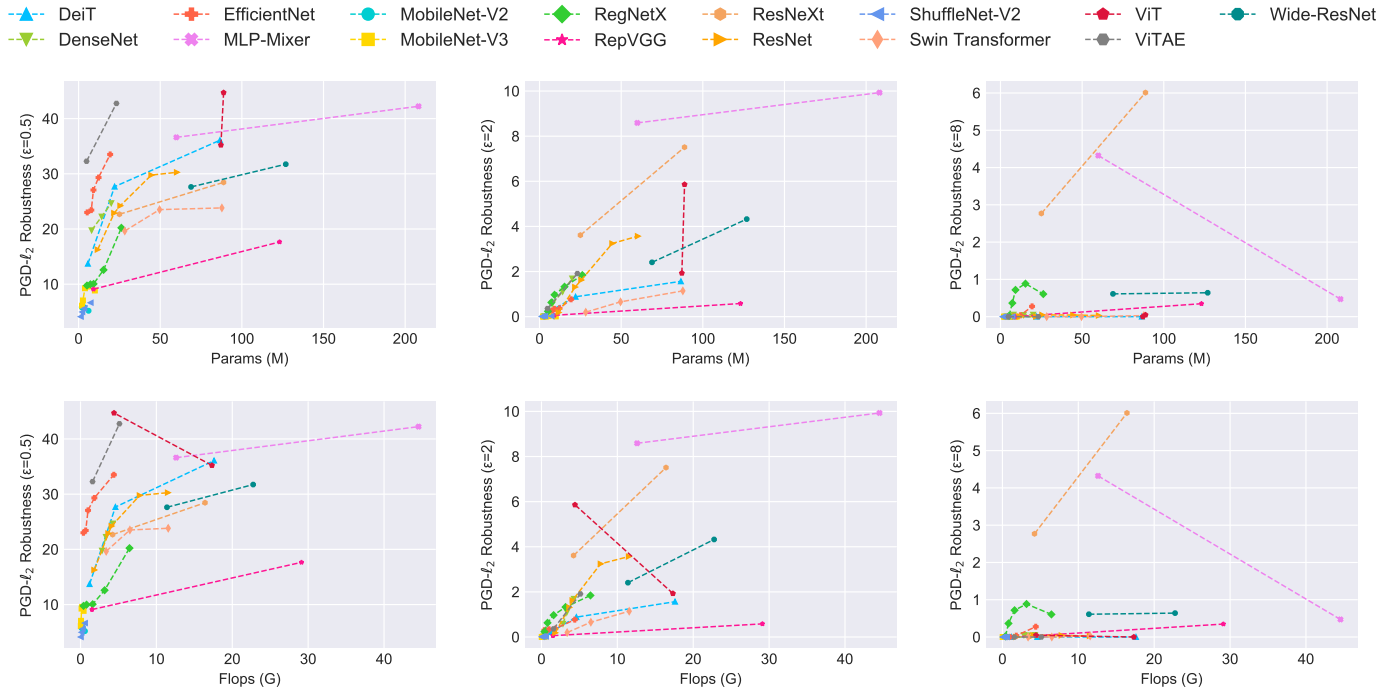 DeiT EfficientNet MobileNet-V2 RegNetX ResNeXt ShuffleNet-V2 ViT Wide-ResNet
DenseNet MLP-Mixer MobileNet-V3 RepVGG ResNet Swin Transformer ViTAE
PGD-ℓ₂ Robustness (ε=0.5)
40
30
20
10
0 50 100 150 200
Params (M)
PGD-ℓ₂ Robustness (ε=2)
10
8
6
4
2
0
0 50 100 150 200
Params (M)
PGD-ℓ₂ Robustness (ε=8)
6
5
4
3
2
1
0
0 50 100 150 200
Params (M)
PGD-ℓ₂ Robustness (ε=0.5)
40
30
20
10
0 10 20 30 40
Flops (G)
PGD-ℓ₂ Robustness (ε=2)
10
8
6
4
2
0
0 10 20 30 40
Flops (G)
PGD-ℓ₂ Robustness (ε=8)
6
5
4
3
2
1
0
0 10 20 30 40
Flops (G)